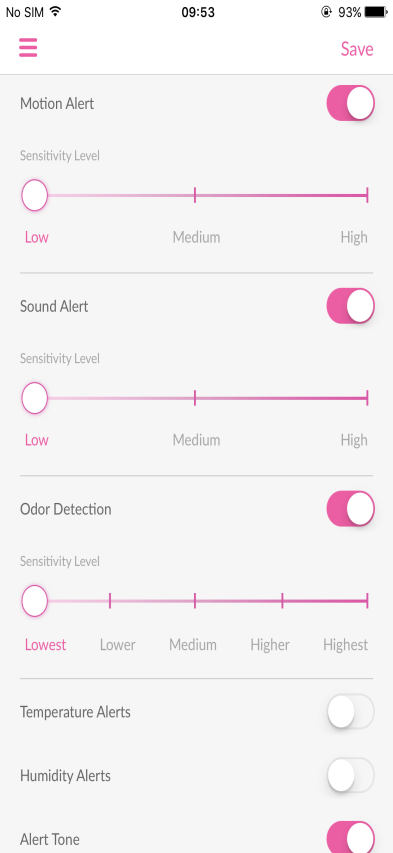 No SIM 09:53 93%
Save
Motion Alert
Sensitivity Level
Low Medium High
Sound Alert
Sensitivity Level
Low Medium High
Odor Detection
Sensitivity Level
Lowest Lower Medium Higher Highest
Temperature Alerts
Humidity Alerts
Alert Tone